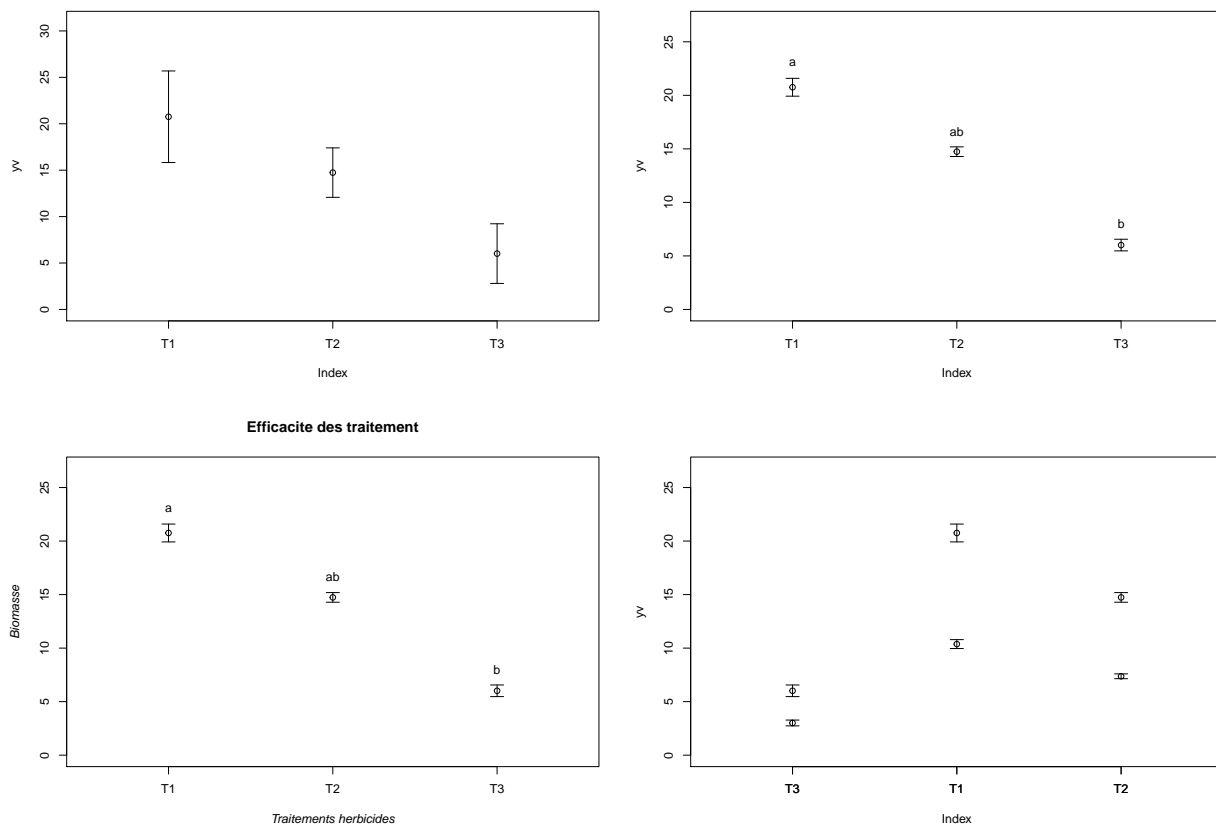 30
25
20
15
10
5
0
yv
T1 T2 T3
Index
25
20
15
10
5
0
yv
a
ab
b
T1 T2 T3
Index
Efficacite des traitement
25
20
15
10
5
0
Biomasse
a
ab
b
T1 T2 T3
Traitements herbicides
25
20
15
10
5
0
yv
T3 T1 T2
Index